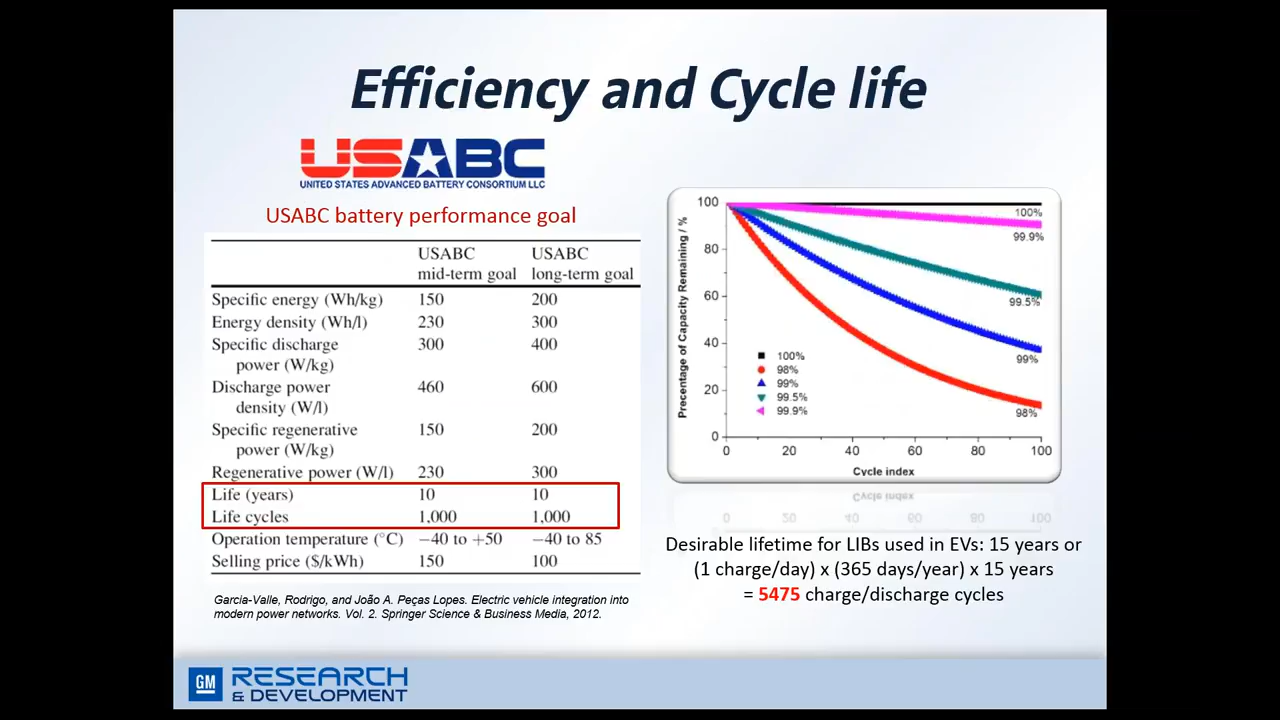 Efficiency and Cycle life
USABC
UNITED STATES ADVANCED BATTERY CONSORTIUM LLC
USABC battery performance goal
USABC USABC
mid-term goal long-term goal
Specific energy (Wh/kg) 150 200
Energy density (Wh/l) 230 300
Specific discharge 300 400
power (W/kg)
Discharge power 460 600
density (W/l)
Specific regenerative 150 200
power (W/kg)
Regenerative power (W/l) 230 300
Life (years) 10 10
Life cycles 1,000 1,000
Operation temperature (°C) −40 to +50 −40 to 85
Selling price ($/kWh) 150 100
Garcia-Valle, Rodrigo, and João A. Peças Lopes. Electric vehicle integration into
modern power networks. Vol. 2. Springer Science & Business Media, 2012.
Precentage of Capacity Remaining / %
100
80
60
40
20
0
100%
99.9%
99.5%
99%
98%
100%
98%
99%
99.5%
99.9%
0 20 40 60 80 100
Cycle index
Desirable lifetime for LIBs used in EVs: 15 years or
(1 charge/day) x (365 days/year) x 15 years
= 5475 charge/discharge cycles
GM
RESEARCH
& DEVELOPMENT